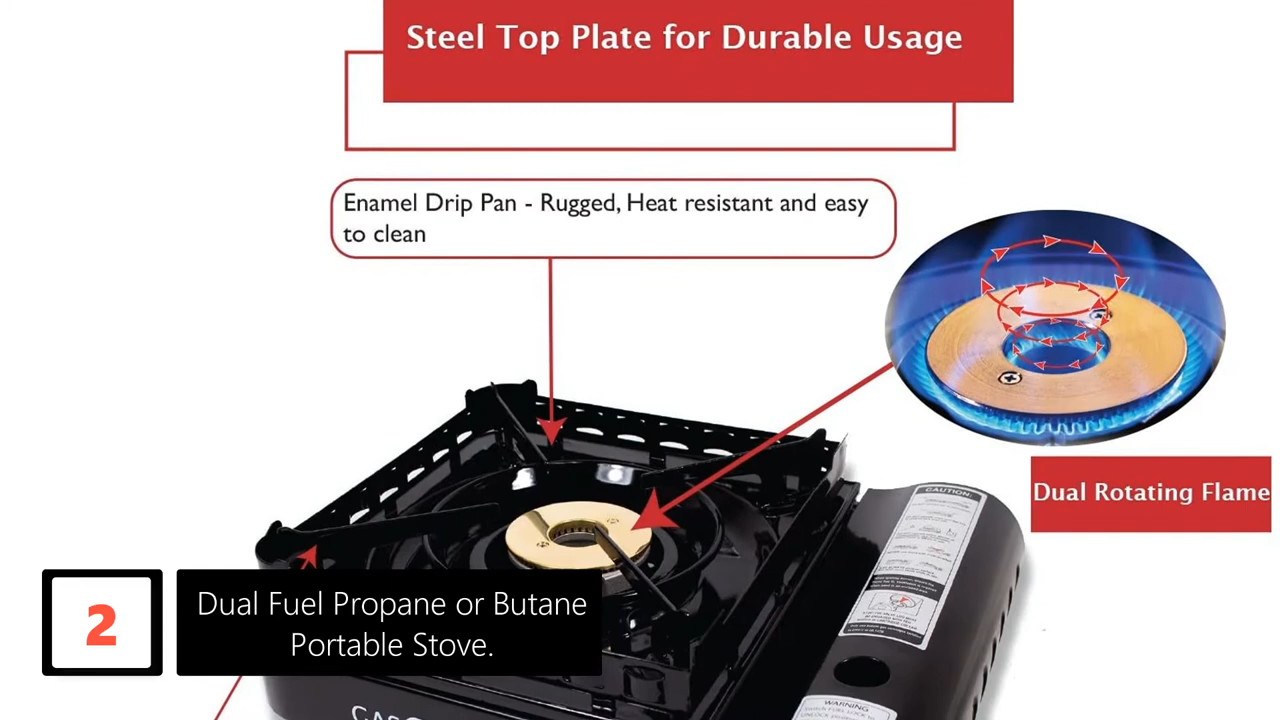 Steel Top Plate for Durable Usage
Enamel Drip Pan - Rugged, Heat resistant and easy
to clean
Dual Rotating Flame
CAUTION:
2
Dual Fuel Propane or Butane
Portable Stove.
WARNING